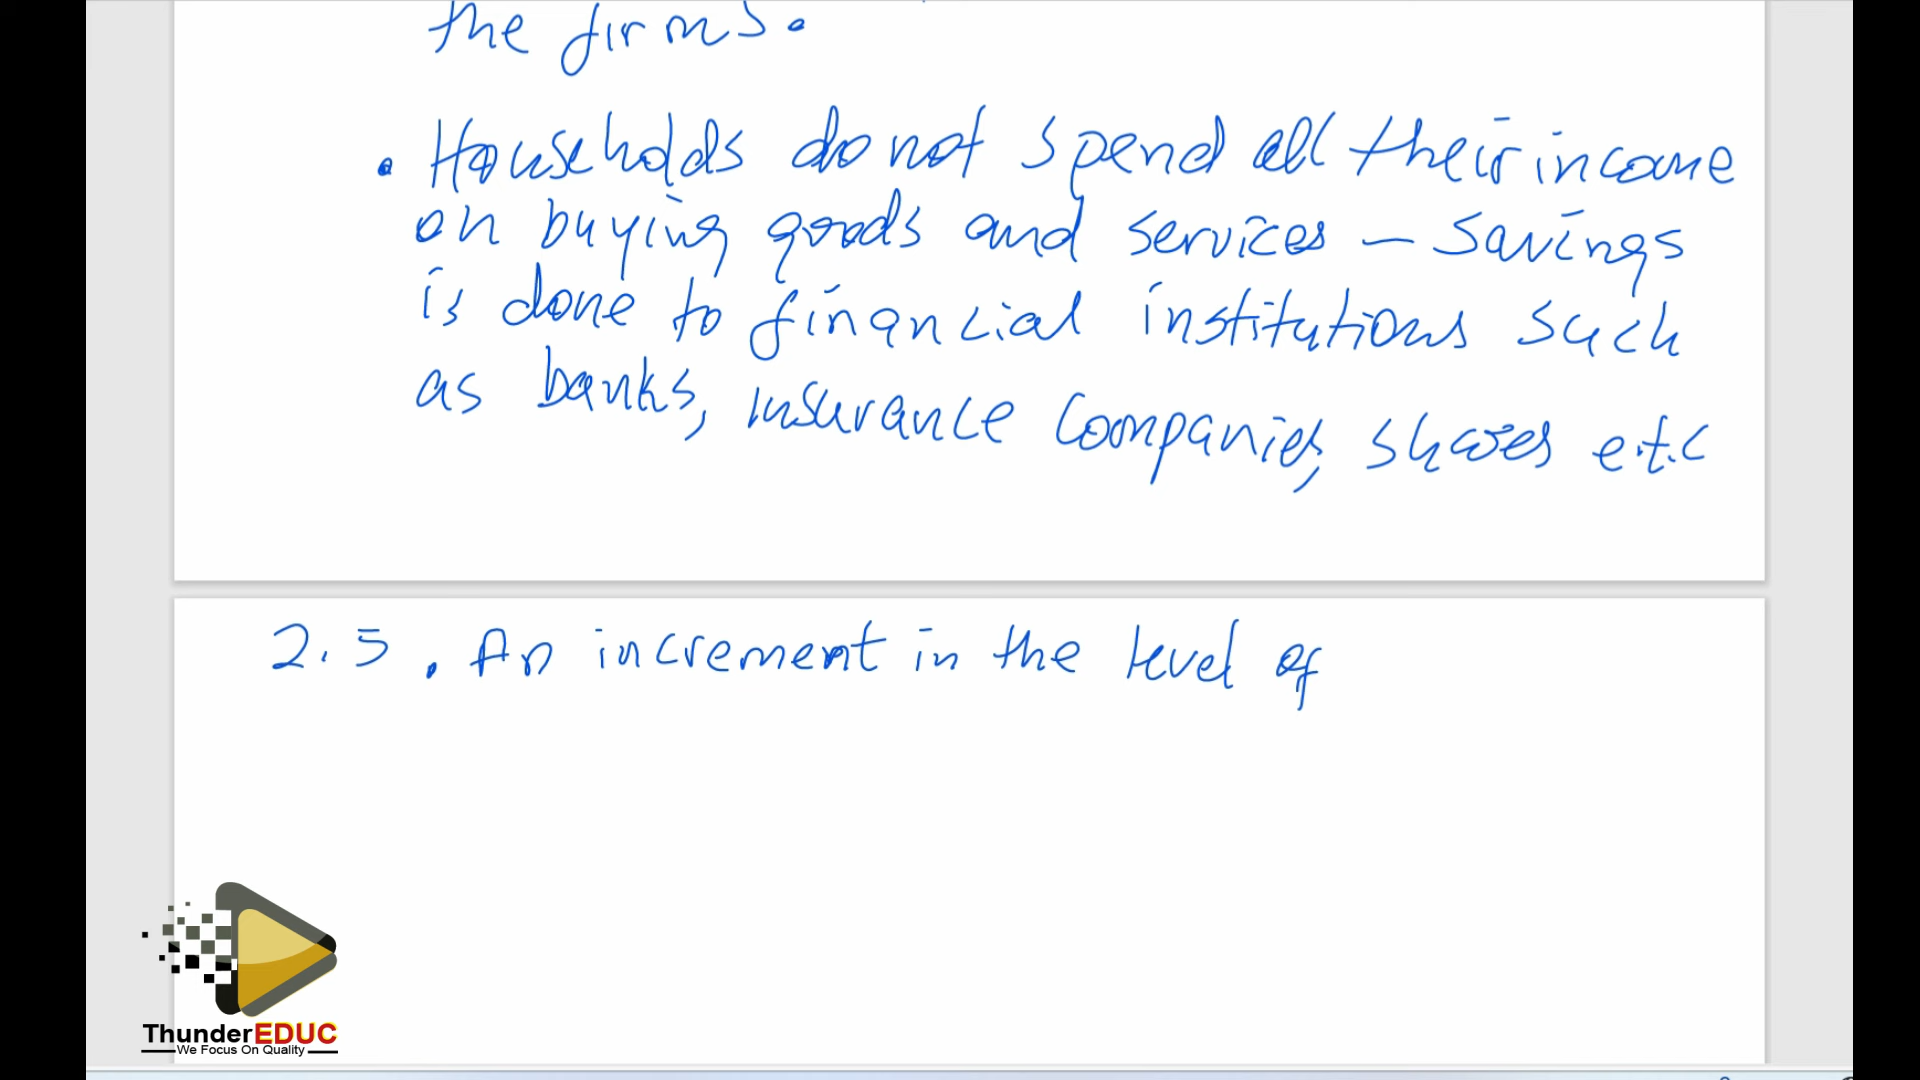 the firms.
• Households do not spend all their income
on buying goods and services – savings
is done to financial institutions such
as banks, insurance companies, shares e.t.c
2.5. An increment in the level of
ThunderEDUC
We Focus On Quality